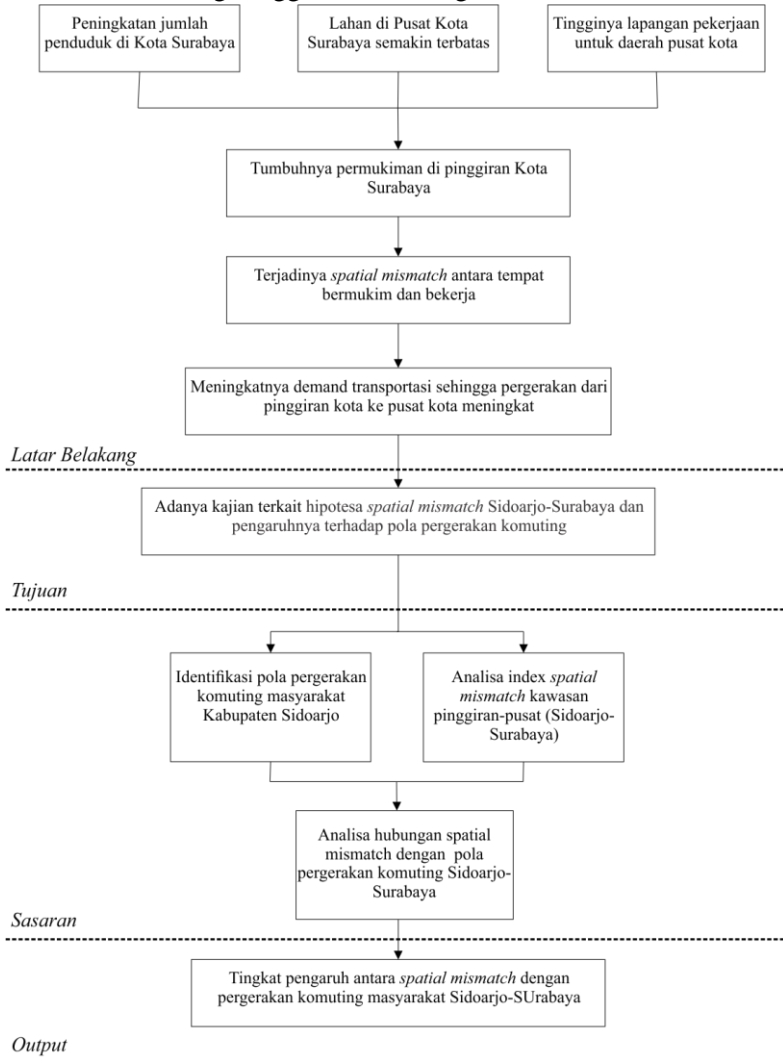 Peningkatan jumlah
penduduk di Kota Surabaya
Lahan di Pusat Kota
Surabaya semakin terbatas
Tingginya lapangan pekerjaan
untuk daerah pusat kota
Tumbuhnya permukiman di pinggiran Kota
Surabaya
Terjadinya spatial mismatch antara tempat
bermukim dan bekerja
Meningkatnya demand transportasi sehingga pergerakan dari
pinggiran kota ke pusat kota meningkat
Latar Belakang
Adanya kajian terkait hipotesa spatial mismatch Sidoarjo-Surabaya dan
pengaruhnya terhadap pola pergerakan komuting
Tujuan
Identifikasi pola pergerakan
komuting masyarakat
Kabupaten Sidoarjo
Analisa index spatial
mismatch kawasan
pinggiran-pusat (Sidoarjo-
Surabaya)
Analisa hubungan spatial
mismatch dengan pola
pergerakan komuting Sidoarjo-
Surabaya
Sasaran
Tingkat pengaruh antara spatial mismatch dengan
pergerakan komuting masyarakat Sidoarjo-SUrabaya
Output